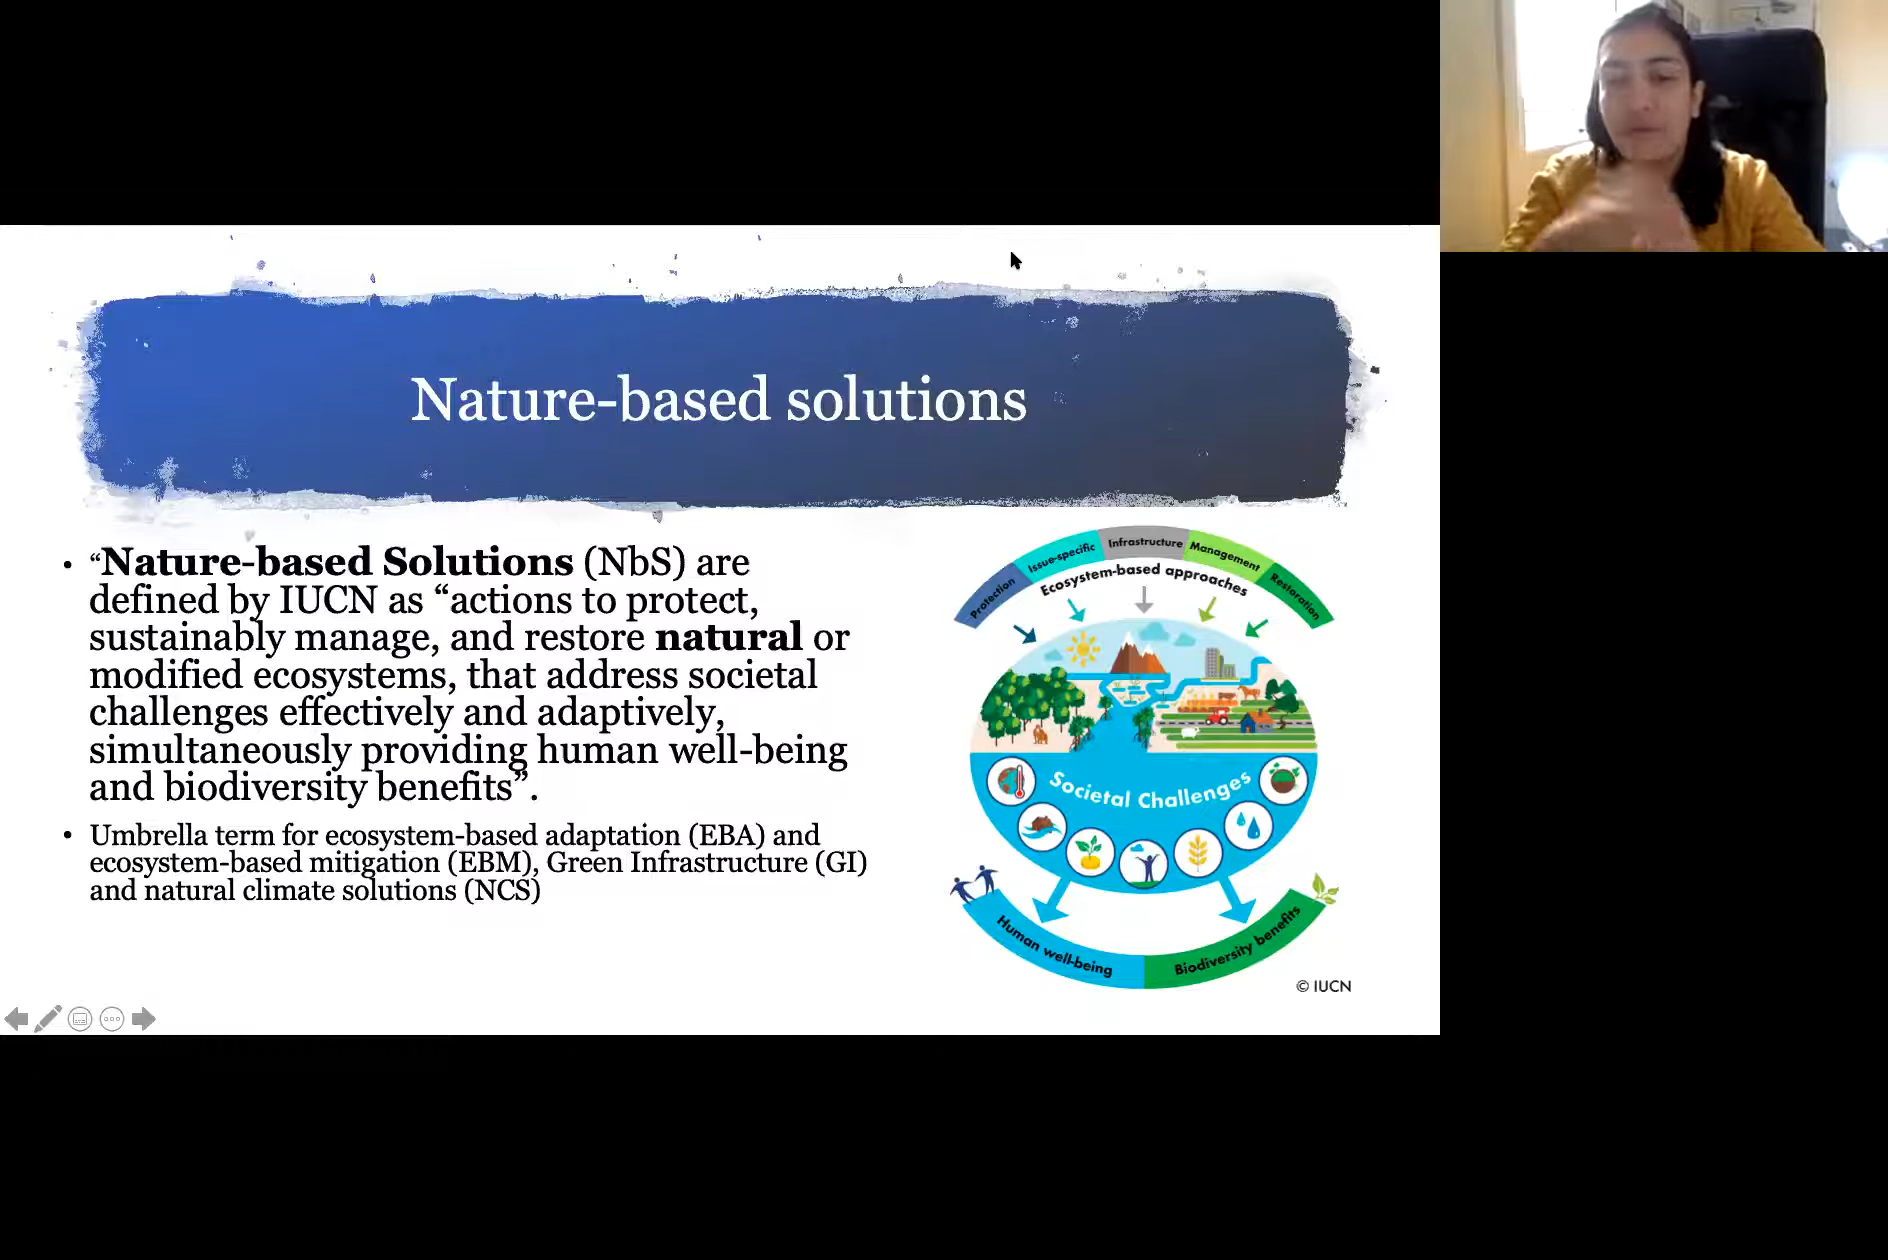 Nature-based solutions
• “Nature-based Solutions (NbS) are
defined by IUCN as “actions to protect,
sustainably manage, and restore natural or
modified ecosystems, that address societal
challenges effectively and adaptively,
simultaneously providing human well-being
and biodiversity benefits”.
• Umbrella term for ecosystem-based adaptation (EBA) and
ecosystem-based mitigation (EBM), Green Infrastructure (GI)
and natural climate solutions (NCS)
Protection
Issue-specific
Infrastructure
Management
Restoration
Ecosystem-based approaches
Societal Challenges
Human well-being
Biodiversity benefits
© IUCN